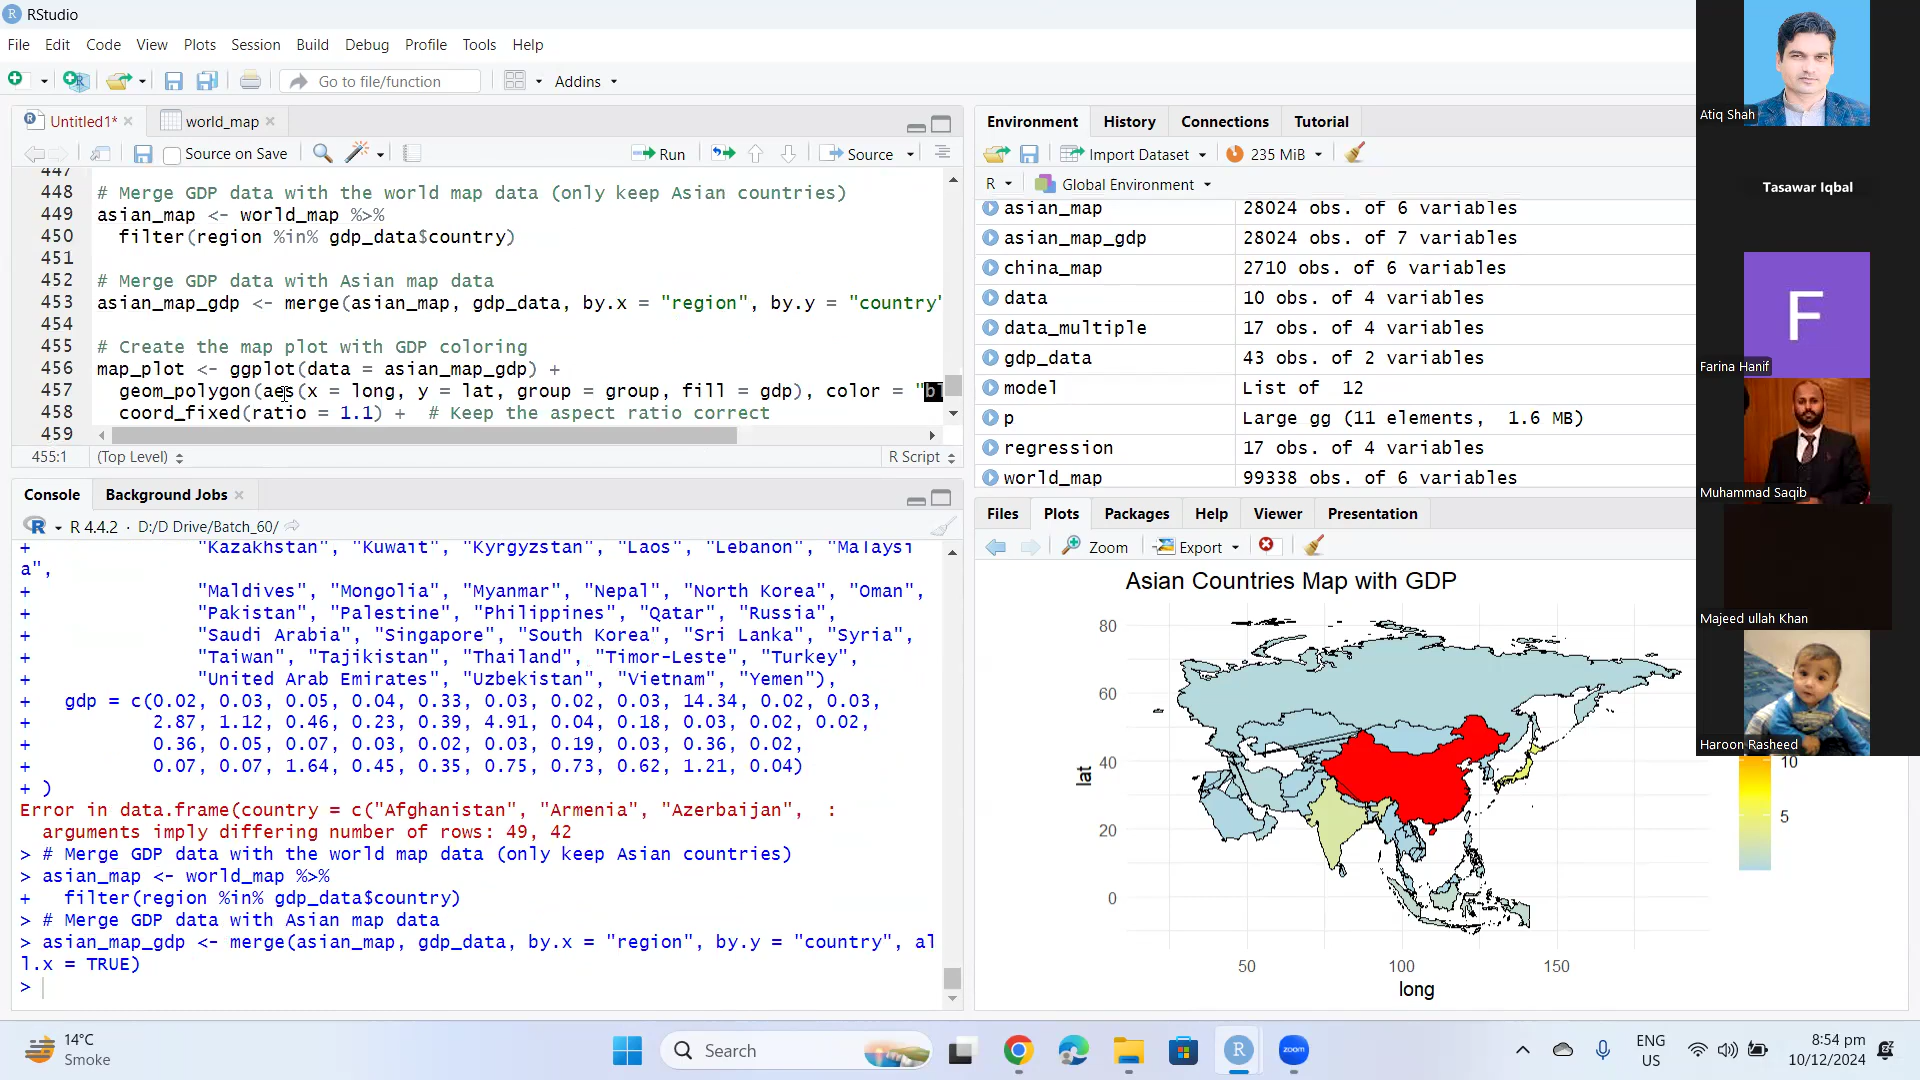 RStudio
File Edit Code View Plots Session Build Debug Profile Tools Help
Go to file/function
Addins
Untitled1*
world_map
Source on Save
Run
Source
447
448 # Merge GDP data with the world map data (only keep Asian countries)
449 asian_map <- world_map %>%
450 filter(region %in% gdp_data$country)
451
452 # Merge GDP data with Asian map data
453 asian_map_gdp <- merge(asian_map, gdp_data, by.x = "region", by.y = "country"
454
455 # Create the map plot with GDP coloring
456 map_plot <- ggplot(data = asian_map_gdp) +
457 geom_polygon(aes(x = long, y = lat, group = group, fill = gdp), color = "bl
458 coord_fixed(ratio = 1.1) + # Keep the aspect ratio correct
459
455:1 (Top Level) R Script
Console Background Jobs
R 4.4.2 · D:/D Drive/Batch_60/
+ "Kazakhstan", "Kuwait", "Kyrgyzstan", "Laos", "Lebanon", "Malaysi
a",
+ "Maldives", "Mongolia", "Myanmar", "Nepal", "North Korea", "Oman",
+ "Pakistan", "Palestine", "Philippines", "Qatar", "Russia",
+ "Saudi Arabia", "Singapore", "South Korea", "Sri Lanka", "Syria",
+ "Taiwan", "Tajikistan", "Thailand", "Timor-Leste", "Turkey",
+ "United Arab Emirates", "Uzbekistan", "Vietnam", "Yemen"),
+ gdp = c(0.02, 0.03, 0.05, 0.04, 0.33, 0.03, 0.02, 0.03, 14.34, 0.02, 0.03,
+ 2.87, 1.12, 0.46, 0.23, 0.39, 4.91, 0.04, 0.18, 0.03, 0.02, 0.02,
+ 0.36, 0.05, 0.07, 0.03, 0.02, 0.03, 0.19, 0.03, 0.36, 0.02,
+ 0.07, 0.07, 1.64, 0.45, 0.35, 0.75, 0.73, 0.62, 1.21, 0.04)
+ )
Error in data.frame(country = c("Afghanistan", "Armenia", "Azerbaijan", :
arguments imply differing number of rows: 49, 42
> # Merge GDP data with the world map data (only keep Asian countries)
> asian_map <- world_map %>%
+ filter(region %in% gdp_data$country)
> # Merge GDP data with Asian map data
> asian_map_gdp <- merge(asian_map, gdp_data, by.x = "region", by.y = "country", al
l.x = TRUE)
>
Environment History Connections Tutorial
Import Dataset 235 MiB
R Global Environment
asian_map 28024 obs. of 6 variables
asian_map_gdp 28024 obs. of 7 variables
china_map 2710 obs. of 6 variables
data 10 obs. of 4 variables
data_multiple 17 obs. of 4 variables
gdp_data 43 obs. of 2 variables
model List of 12
p Large gg (11 elements, 1.6 MB)
regression 17 obs. of 4 variables
world_map 99338 obs. of 6 variables
Files Plots Packages Help Viewer Presentation
Zoom Export
Asian Countries Map with GDP
80
60
40
20
0
lat
50 100 150
long
10
5
Atiq Shah
Tasawar Iqbal
F
Farina Hanif
Muhammad Saqib
Majeed ullah Khan
Haroon Rasheed
14°C
Smoke
Search
zoom
ENG
US
8:54 pm
10/12/2024